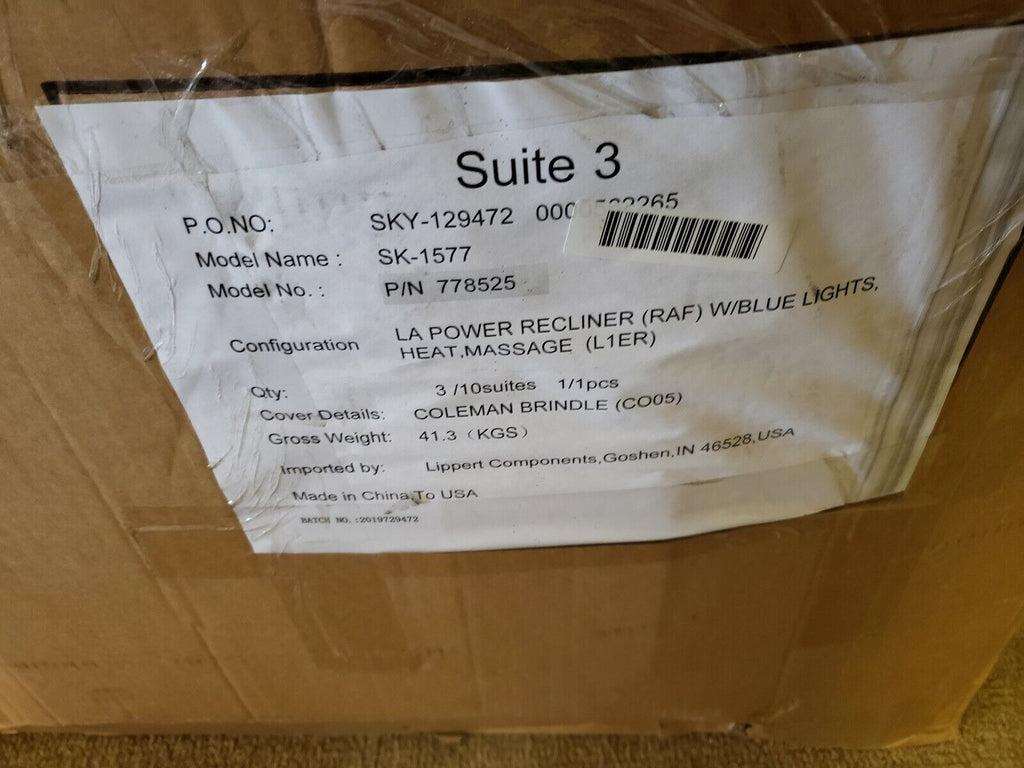 Suite 3
P.O.NO: SKY-129472
Model Name : SK-1577
Model No. : P/N 778525
Configuration LA POWER RECLINER (RAF) W/BLUE LIGHTS,
HEAT,MASSAGE (L1ER)
Qty: 3 /10suites 1/1pcs
Cover Details: COLEMAN BRINDLE (CO05)
Gross Weight: 41.3 (KGS)
Imported by: Lippert Components,Goshen,IN 46528,USA
Made in China,To USA
BATCH NO. :2019729472